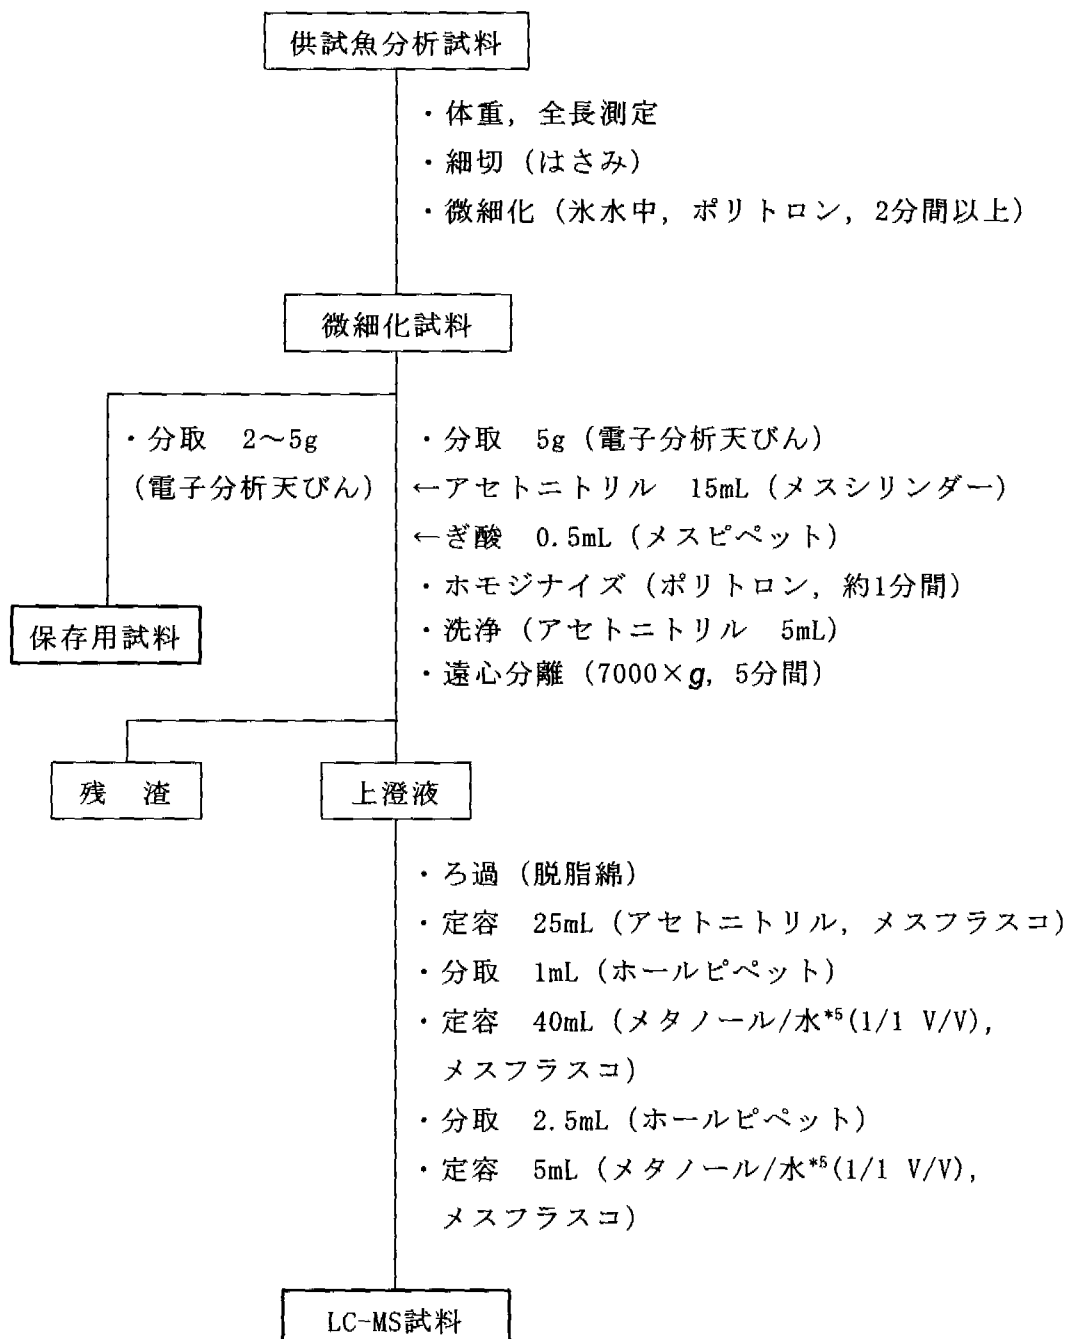 供試魚分析試料
・体重, 全長測定
・細切 (はさみ)
・微細化 (氷水中, ポリトロン, 2分間以上)
微細化試料
・分取 2～5g
(電子分析天びん)
・分取 5g (電子分析天びん)
←アセトニトリル 15mL (メスシリンダー)
←ぎ酸 0.5mL (メスピペット)
・ホモジナイズ (ポリトロン, 約1分間)
・洗浄 (アセトニトリル 5mL)
・遠心分離 (7000×g, 5分間)
保存用試料
残 渣
上澄液
・ろ過 (脱脂綿)
・定容 25mL (アセトニトリル, メスフラスコ)
・分取 1mL (ホールピペット)
・定容 40mL (メタノール/水*5(1/1 V/V),
メスフラスコ)
・分取 2.5mL (ホールピペット)
・定容 5mL (メタノール/水*5(1/1 V/V),
メスフラスコ)
LC-MS試料